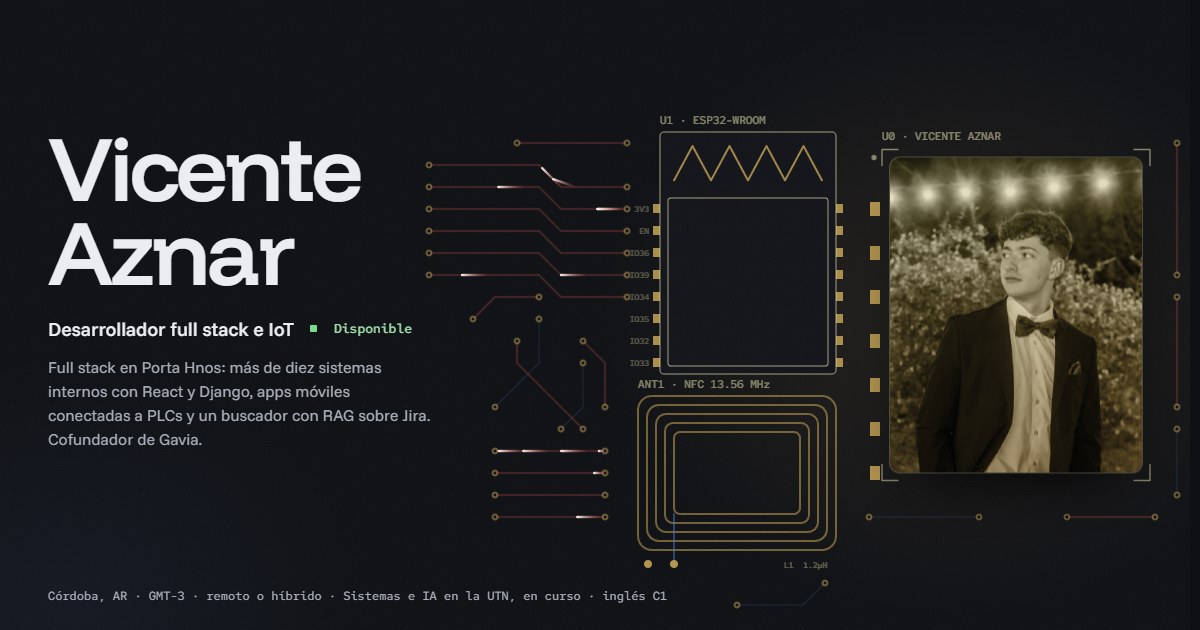 Vicente
Aznar
Desarrollador full stack e IoT
Disponible
Full stack en Porta Hnos: más de diez sistemas
internos con React y Django, apps móviles
conectadas a PLCs y un buscador con RAG sobre Jira.
Cofundador de Gavia.
Córdoba, AR · GMT-3 · remoto o híbrido · Sistemas e IA en la UTN, en curso · inglés C1
U1 · ESP32-WROOM
3V3
EN
IO36
IO39
IO34
IO35
IO32
IO33
ANT1 · NFC 13.56 MHz
L1 1.2µH
U0 · VICENTE AZNAR